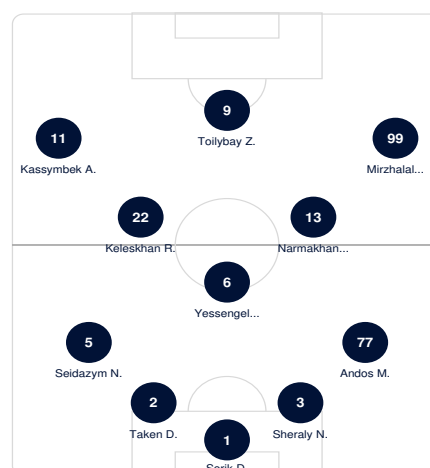 9
Toilybay Z.
11
99
Kassymbek A.
Mirzhalal...
22
13
Keleskhan R.
Narmakhan...
6
Yessengel...
5
77
Seidazym N.
Andos M.
2
3
Taken D.
Sheraly N.
1
Serik D.